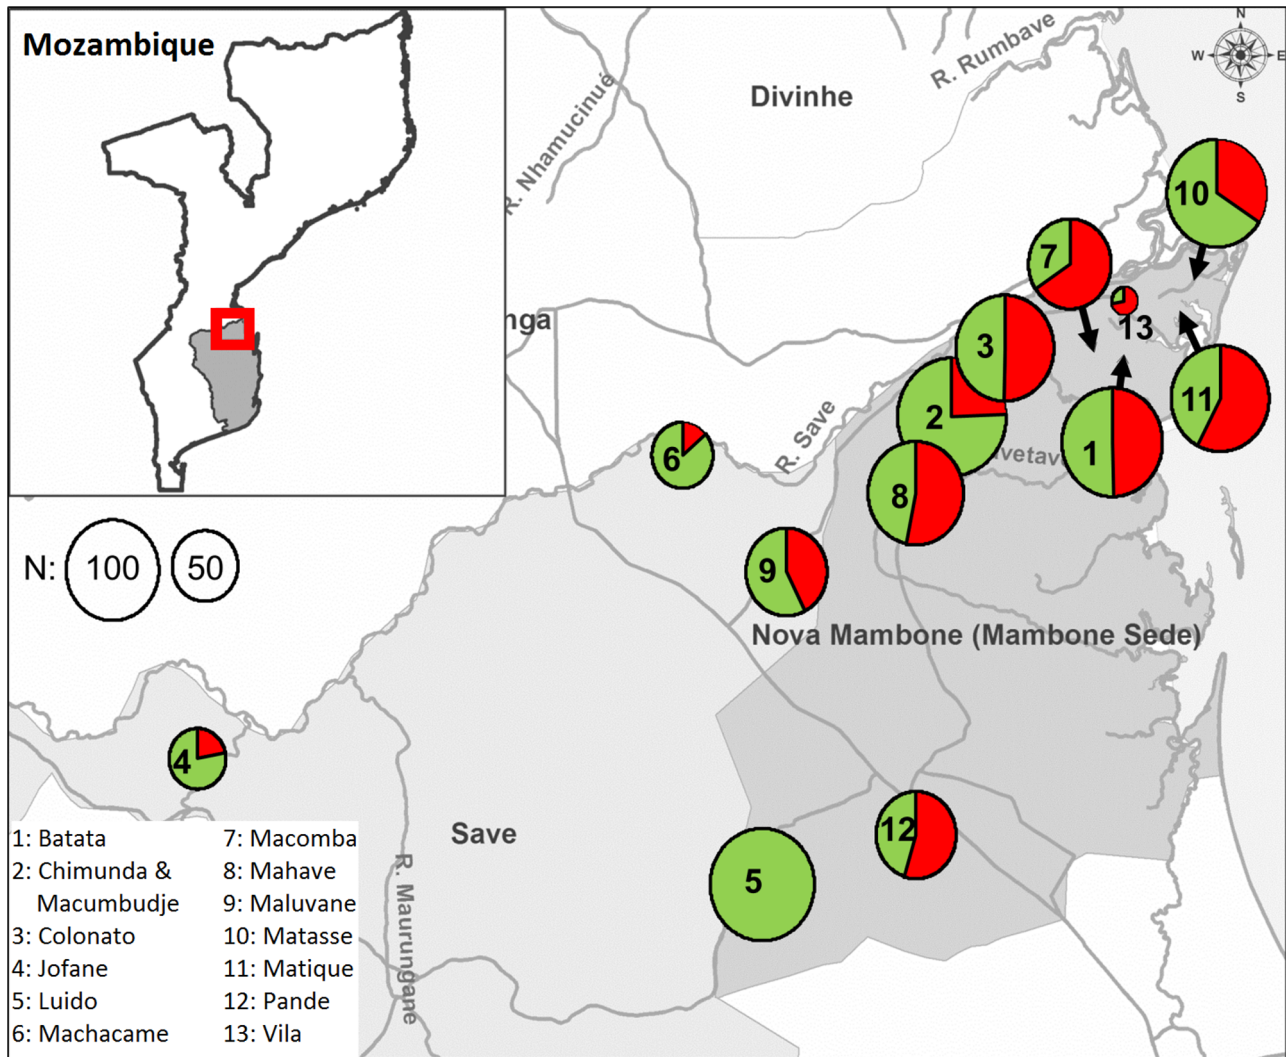 Mozambique
N
W
E
S
R. Rumbave
Divinhe
R. Nhamucinué
10
7
13
nga
3
11
2
R. Save
1
vetav
6
8
N: 100 50
9
Nova Mambone (Mambone Sede)
4
Save
12
5
R. Maurungane
1: Batata
2: Chimunda &
Macumbudje
3: Colonato
4: Jofane
5: Luido
6: Machacame
7: Macomba
8: Mahave
9: Maluvane
10: Matasse
11: Matique
12: Pande
13: Vila